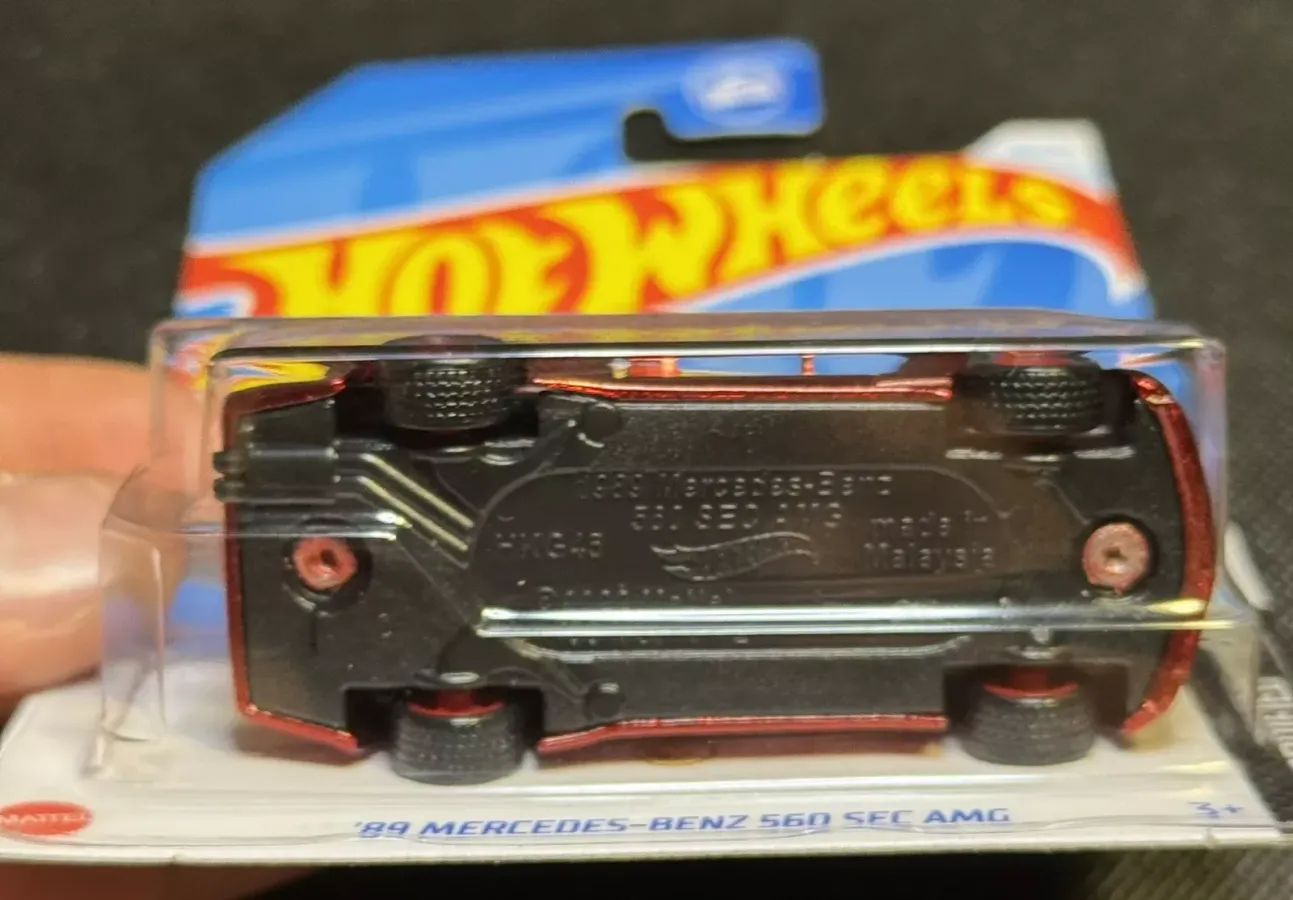 HOT WHEELS
1989 Mercedes-Benz
560 SEC AMG
HKG43
made in
Malaysia
MATTEL
'89 MERCEDES-BENZ 560 SEC AMG
3+